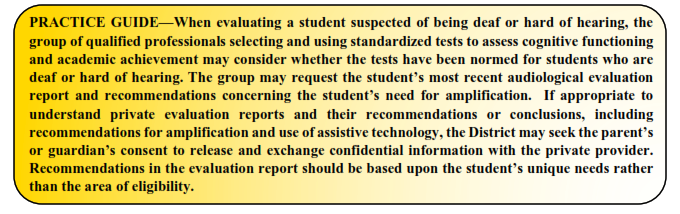 PRACTICE GUIDE—When evaluating a student suspected of being deaf or hard of hearing, the
group of qualified professionals selecting and using standardized tests to assess cognitive functioning
and academic achievement may consider whether the tests have been normed for students who are
deaf or hard of hearing. The group may request the student's most recent audiological evaluation
report and recommendations concerning the student's need for amplification.  If appropriate to
understand private evaluation reports and their recommendations or conclusions, including
recommendations for amplification and use of assistive technology, the District may seek the parent's
or guardian's consent to release and exchange confidential information with the private provider.
Recommendations in the evaluation report should be based upon the student's unique needs rather
than the area of eligibility.